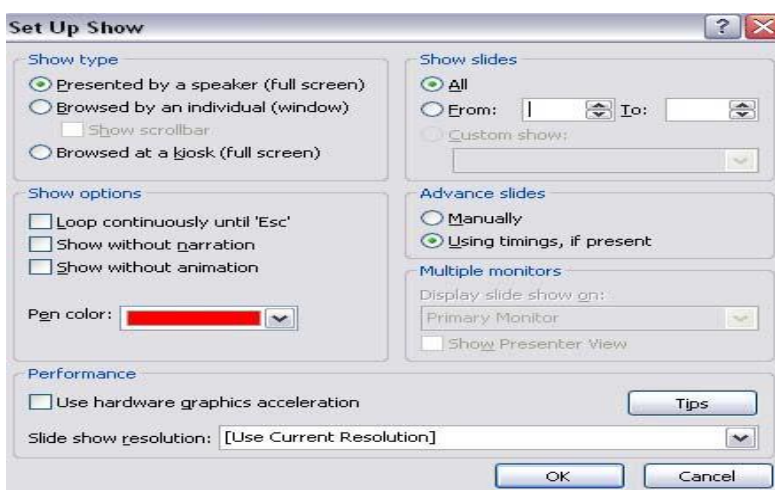 Set Up Show
Show type
Presented by a speaker (full screen)
Browsed by an individual (window)
Show scrollbar
Browsed at a kiosk (full screen)
Show slides
All
From: To:
Custom show:
Show options
Loop continuously until 'Esc'
Show without narration
Show without animation
Pen color:
Advance slides
Manually
Using timings, if present
Multiple monitors
Display slide show on:
Primary Monitor
Show Presenter View
Performance
Use hardware graphics acceleration
Tips
Slide show resolution: [Use Current Resolution]
OK Cancel